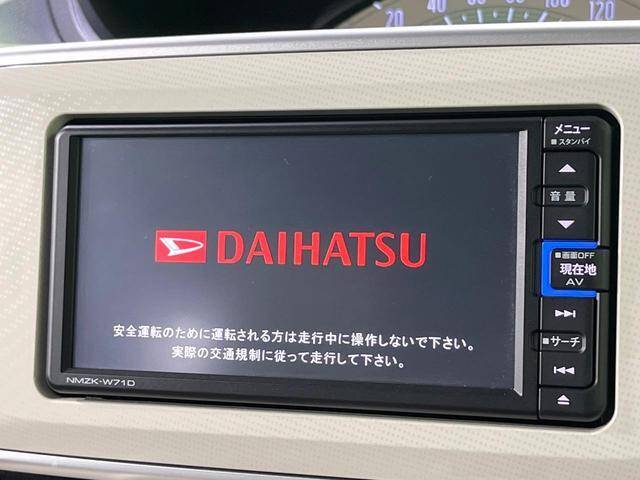 20 40 60 80 100 120
メニュー
■スタンバイ
音量
■画面OFF
現在地
AV
■サーチ
DAIHATSU
安全運転のために運転される方は走行中に操作しないで下さい。
実際の交通規制に従って走行して下さい。
NMZK-W71D